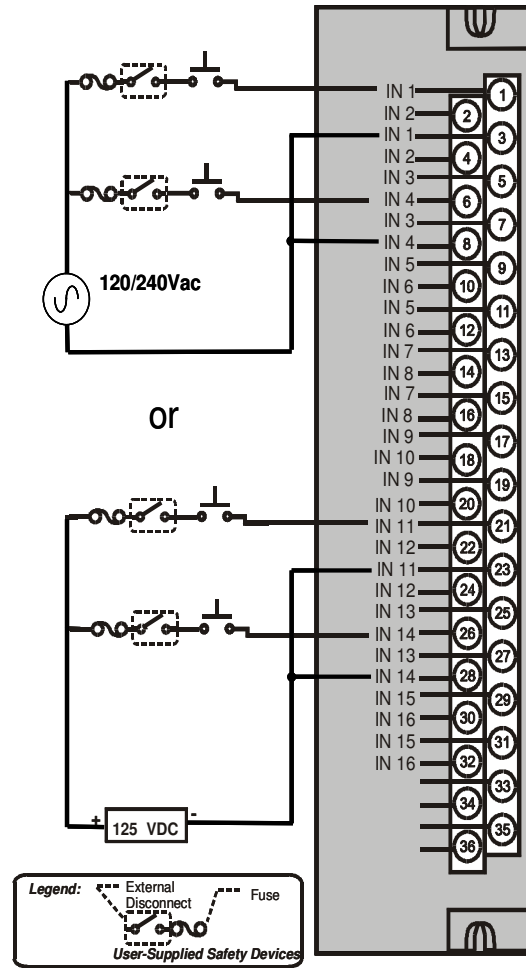 IN 1
1
IN 2
2
IN 1
3
IN 2
4
IN 3
5
IN 4
6
IN 3
7
IN 4
8
IN 5
9
IN 6
10
IN 5
11
IN 6
12
IN 7
13
IN 8
14
IN 7
15
IN 8
16
IN 9
17
IN 10
18
IN 9
19
IN 10
20
IN 11
21
IN 12
22
IN 11
23
IN 12
24
IN 13
25
IN 14
26
IN 13
27
IN 14
28
IN 15
29
IN 16
30
IN 15
31
IN 16
32
33
34
35
36
120/240Vac
or
+ 125 VDC -
Legend:
External
Disconnect
Fuse
User-Supplied Safety Devices